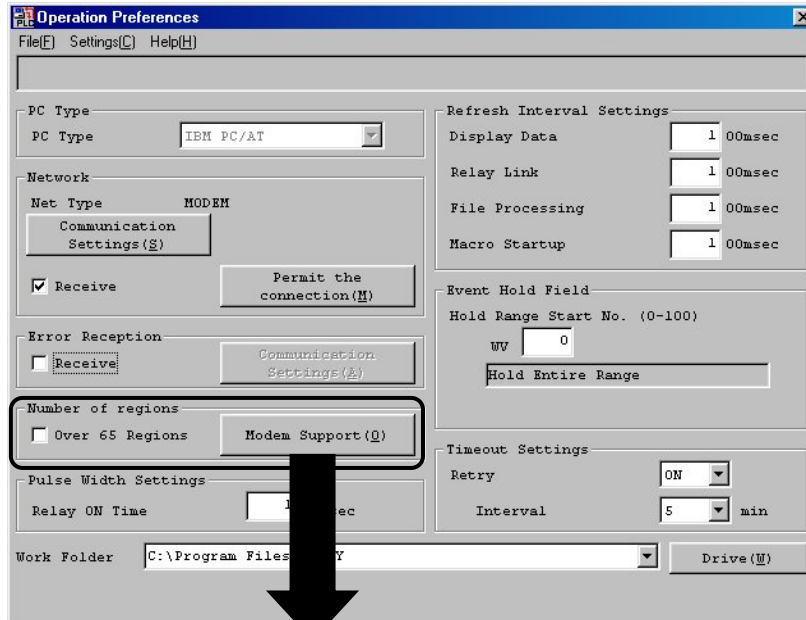 PLC Operation Preferences
File(F) Settings(C) Help(H)
PC Type
PC Type IBM PC/AT
Network
Net Type MODEM
Communication
Settings(S)
Receive
Permit the
connection(M)
Error Reception
Receive
Communication
Settings(A)
Number of regions
Over 65 Regions
Modem Support(O)
Pulse Width Settings
Relay ON Time
Refresh Interval Settings
Display Data 1 00msec
Relay Link 1 00msec
File Processing 1 00msec
Macro Startup 1 00msec
Event Hold Field
Hold Range Start No. (0-100)
WV 0
Hold Entire Range
Timeout Settings
Retry ON
Interval 5 min
Work Folder C:\Program Files
Drive(W)